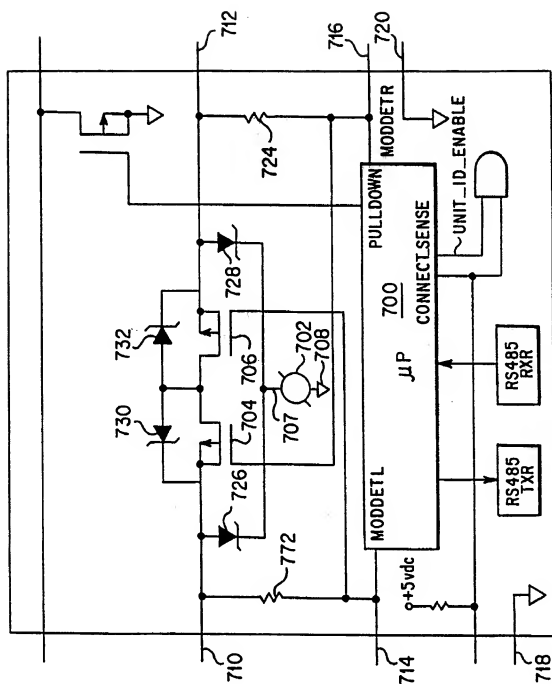 712
716
720
724
MODDETR
PULLDOWN
UNIT_ID_ENABLE
CONNECT_SENSE
728
732
706
702
708
730
704
707
700
µP
RS485
RXR
726
MODDETL
RS485
TXR
772
+5vdc
710
714
718